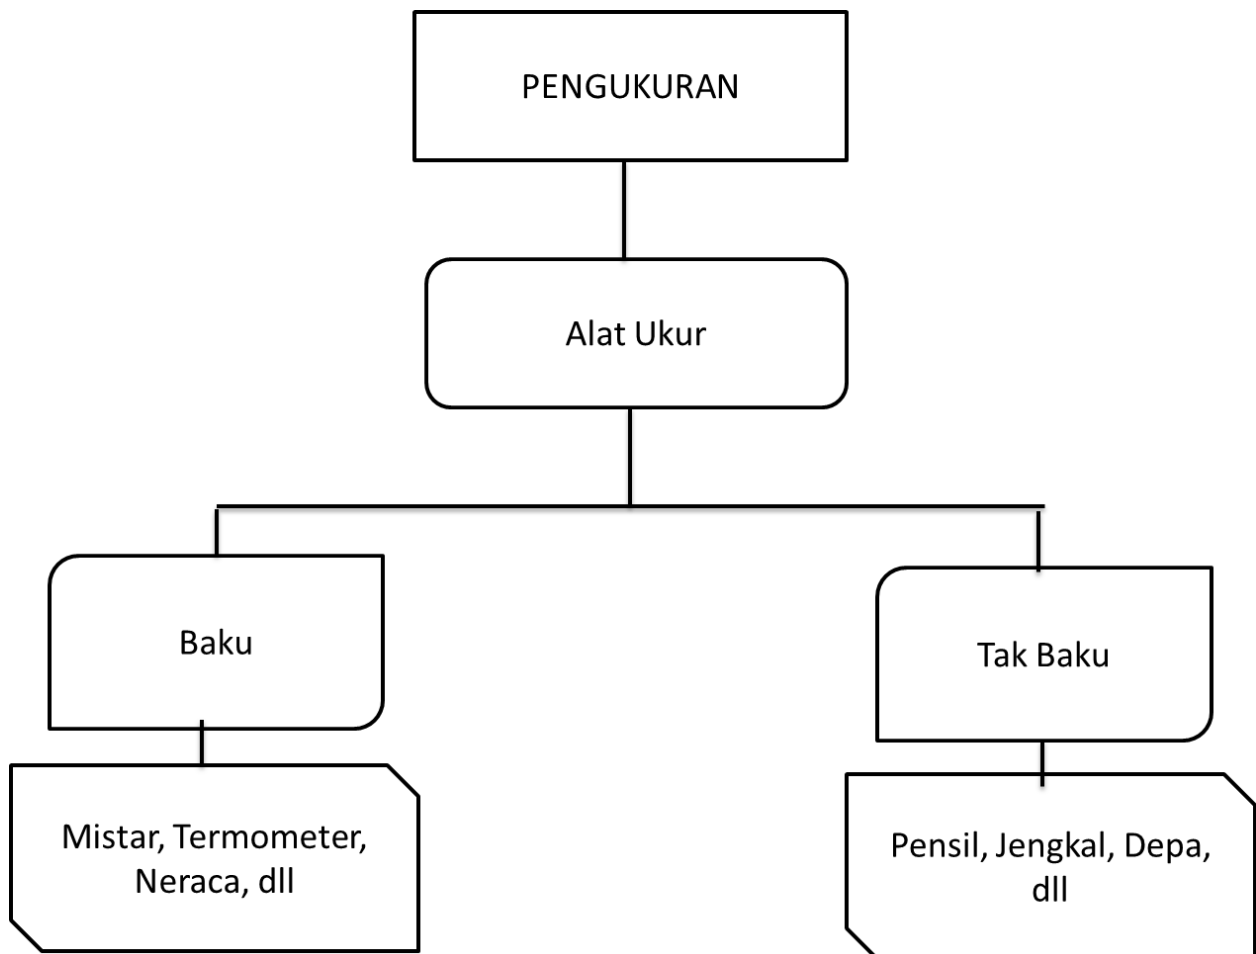 PENGUKURAN
Alat Ukur
Baku
Tak Baku
Mistar, Termometer,
Neraca, dll
Pensil, Jengkal, Depa,
dll